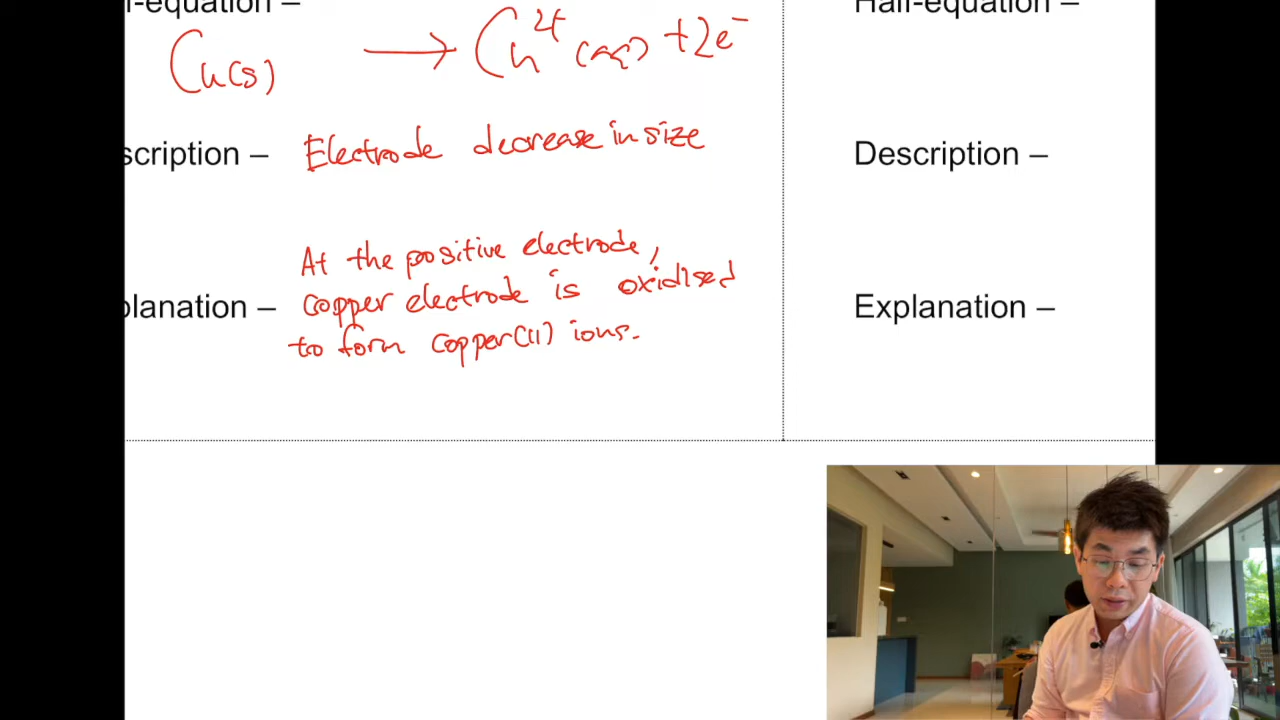 -equation –
Cu(s) → Cu²⁺ (aq) + 2e⁻
scription – Electrode decrease in size
planation – At the positive electrode,
copper electrode is oxidised
to form copper(II) ions.
Half-equation –
Description –
Explanation –